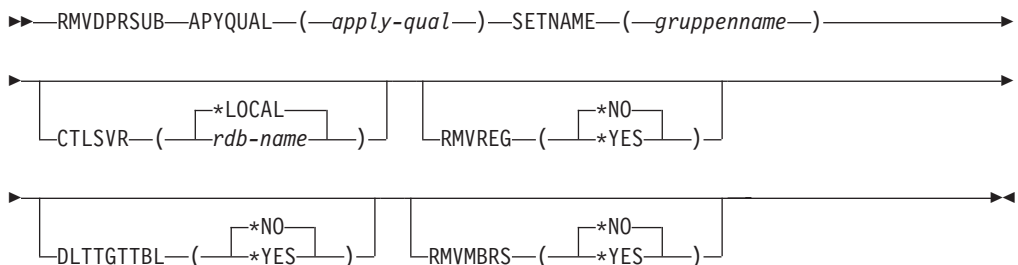 RMVDPRSUB APYQUAL ( apply-qual ) SETNAME ( gruppenname )
*LOCAL *NO
CTLSVR ( rdb-name ) RMVREG ( *YES )
*NO *NO
DLTTGTTBL ( *YES ) RMVMBRS ( *YES )